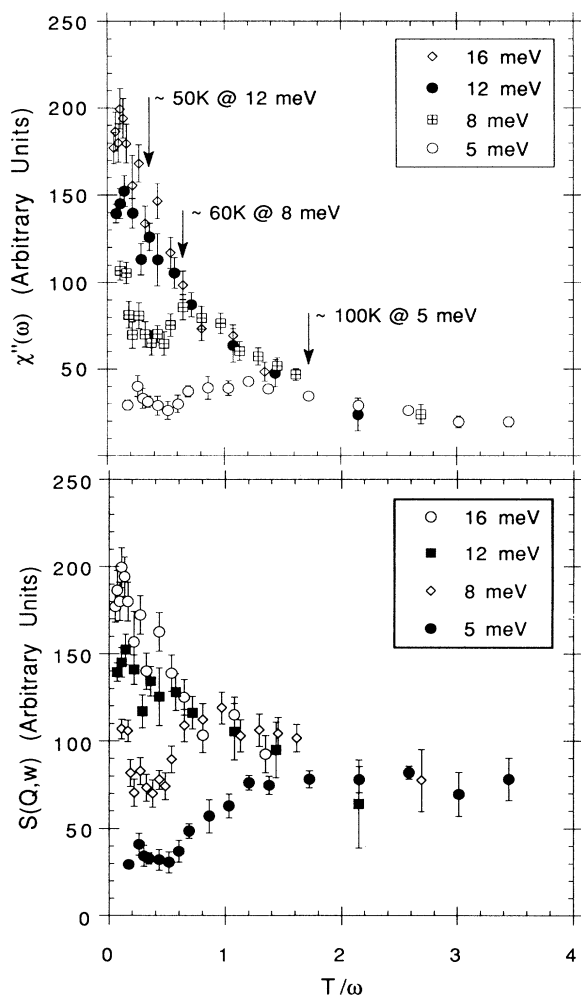 250
200
150
100
50
χ"(ω) (Arbitrary Units)
16 meV
12 meV
8 meV
5 meV
~ 50K @ 12 meV
~ 60K @ 8 meV
~ 100K @ 5 meV
250
200
150
100
50
0
S(Q,w) (Arbitrary Units)
16 meV
12 meV
8 meV
5 meV
0 1 2 3 4
T/ω